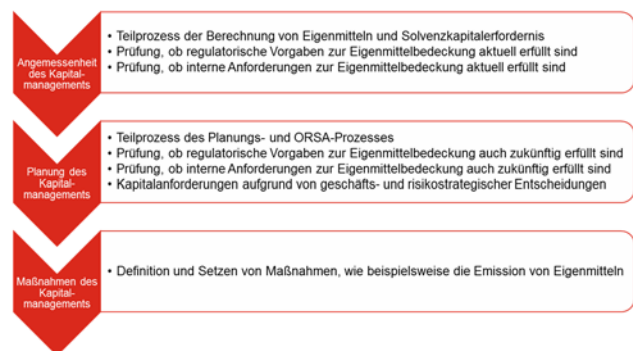 Angemessenheit
des Kapital-
managements
• Teilprozess der Berechnung von Eigenmitteln und Solvenzkapitalerfordernis
• Prüfung, ob regulatorische Vorgaben zur Eigenmittelbedeckung aktuell erfüllt sind
• Prüfung, ob interne Anforderungen zur Eigenmittelbedeckung aktuell erfüllt sind
Planung des
Kapital-
managements
• Teilprozess des Planungs- und ORSA-Prozesses
• Prüfung, ob regulatorische Vorgaben zur Eigenmittelbedeckung auch zukünftig erfüllt sind
• Prüfung, ob interne Anforderungen zur Eigenmittelbedeckung auch zukünftig erfüllt sind
• Kapitalanforderungen aufgrund von geschäfts- und risikostrategischer Entscheidungen
Maßnahmen des
Kapital-
managements
• Definition und Setzen von Maßnahmen, wie beispielsweise die Emission von Eigenmitteln